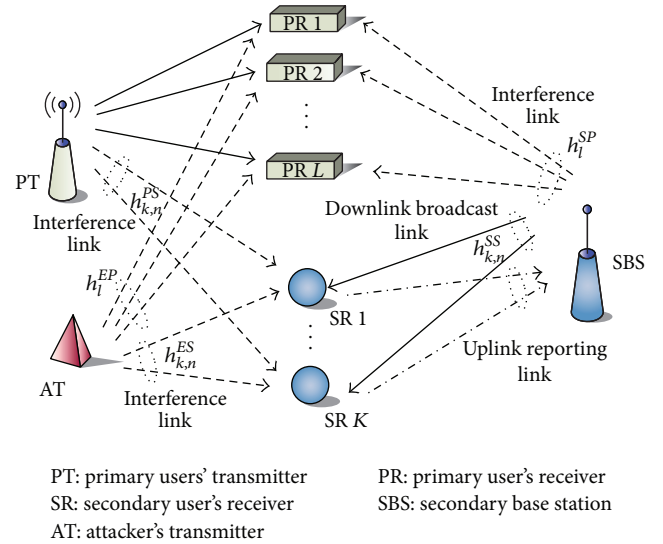 PR 1
PR 2
⋮
PR L
PT
Interference
link
h_l^{SP}
h_{k,n}^{PS}
Interference
link
Downlink broadcast
link
h_{k,n}^{SS}
SBS
h_l^{EP}
SR 1
⋮
h_{k,n}^{ES}
Uplink reporting
link
AT
Interference
link
SR K
PT: primary users' transmitter
SR: secondary user's receiver
AT: attacker's transmitter
PR: primary user's receiver
SBS: secondary base station